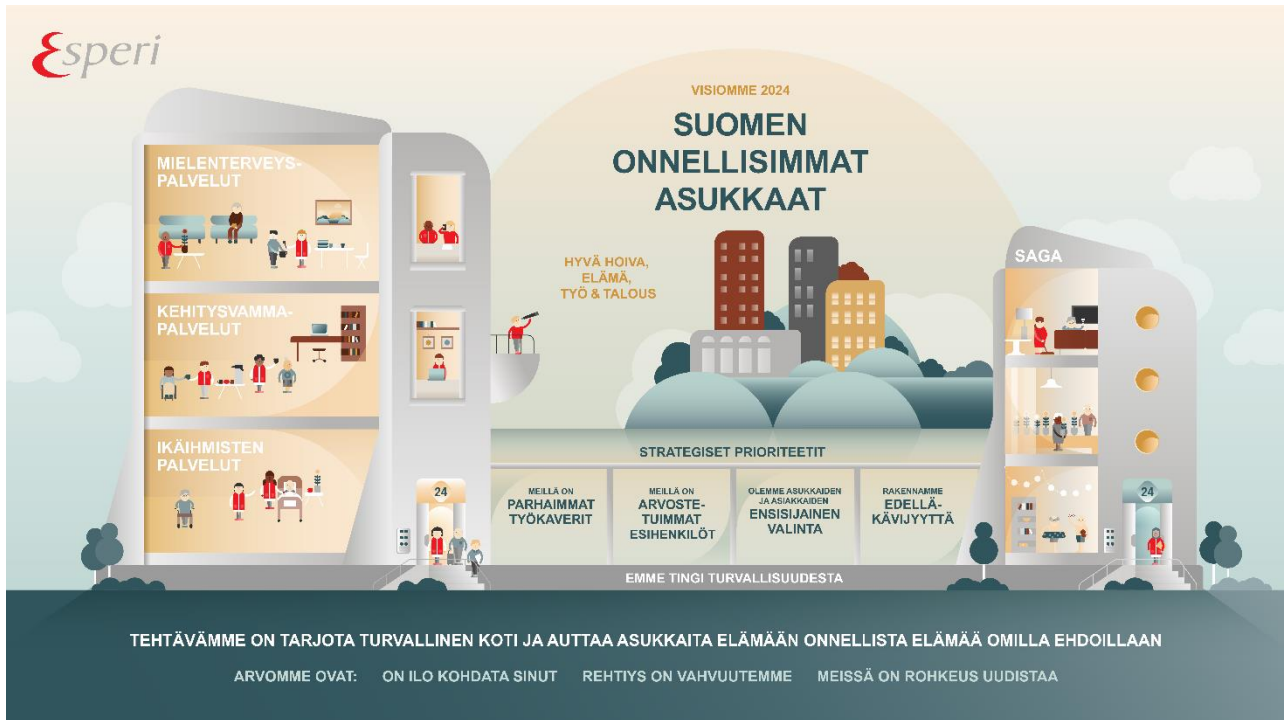 Esperi
VISIOMME 2024
SUOMEN
ONNELLISIMMAT
ASUKKAAT
HYVÄ HOIVA,
ELÄMÄ,
TYÖ & TALOUS
MIELENTERVEYS-
PALVELUT
KEHITYSVAMMA-
PALVELUT
IKÄIHMISTEN
PALVELUT
24
SAGA
24
STRATEGISET PRIORITEETIT
MEILLÄ ON
PARHAIMMAT
TYÖKAVERIT
MEILLÄ ON
ARVOSTE-
TUIMMAT
ESIHENKILÖT
OLEMME ASUKKAIDEN
JA ASIAKKAIDEN
ENSISIJAINEN
VALINTA
RAKENNAMME
EDELLÄ-
KÄVIJYYTTÄ
EMME TINGI TURVALLISUUDESTA
TEHTÄVÄMME ON TARJOTA TURVALLINEN KOTI JA AUTTAA ASUKKAITA ELÄMÄÄN ONNELLISTA ELÄMÄÄ OMILLA EHDOILLAAN
ARVOMME OVAT: ON ILO KOHDATA SINUT REHTIYS ON VAHVUUTEMME MEISSÄ ON ROHKEUS UUDISTAA